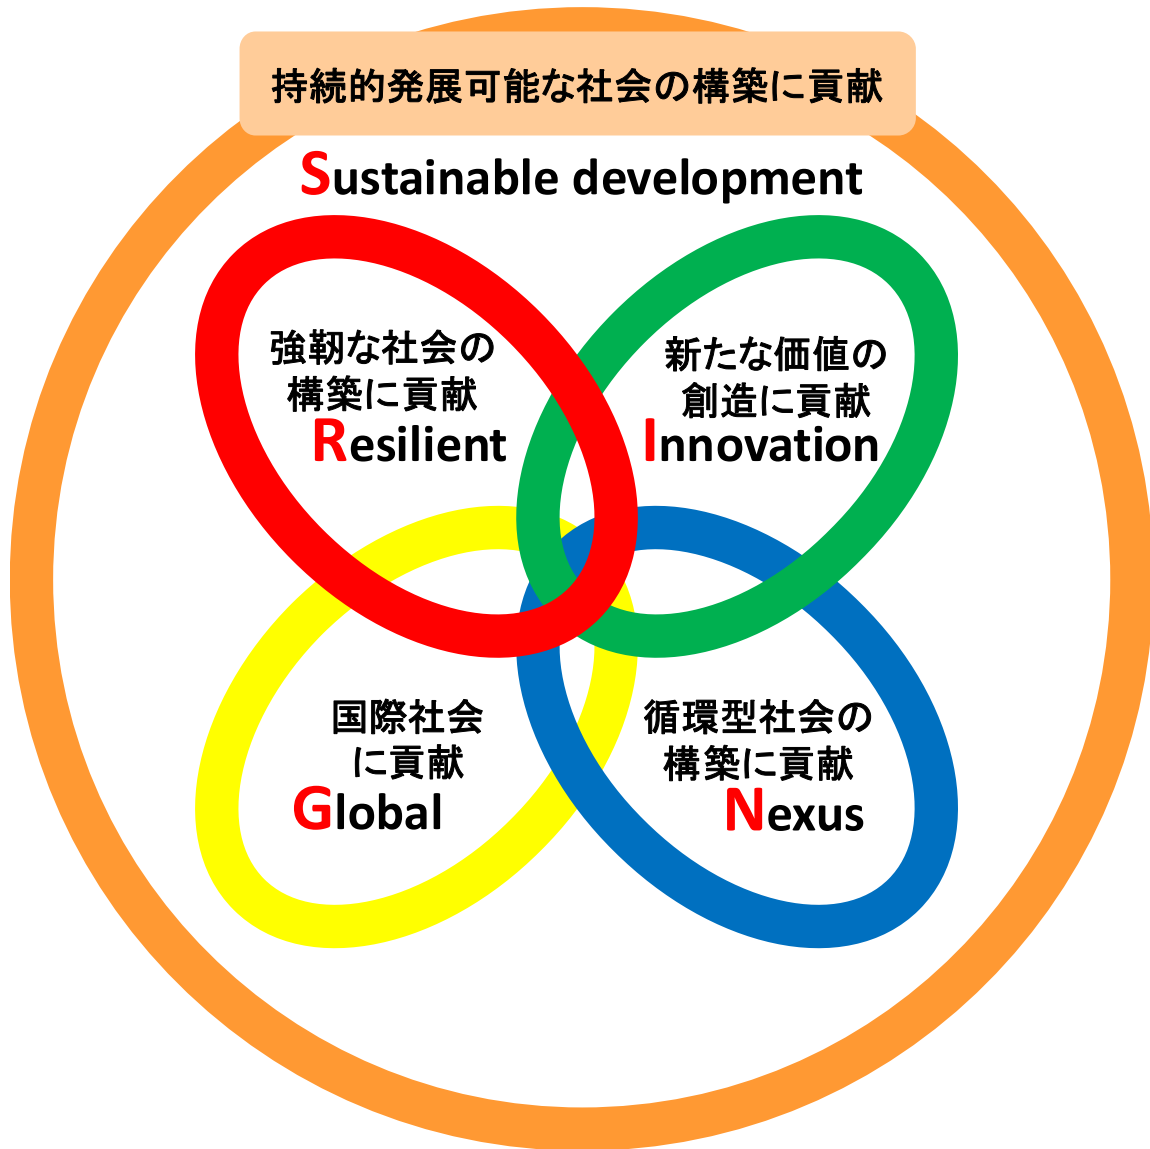 持続的発展可能な社会の構築に貢献
Sustainable development
強靭な社会の
構築に貢献
Resilient
新たな価値の
創造に貢献
Innovation
国際社会
に貢献
Global
循環型社会の
構築に貢献
Nexus